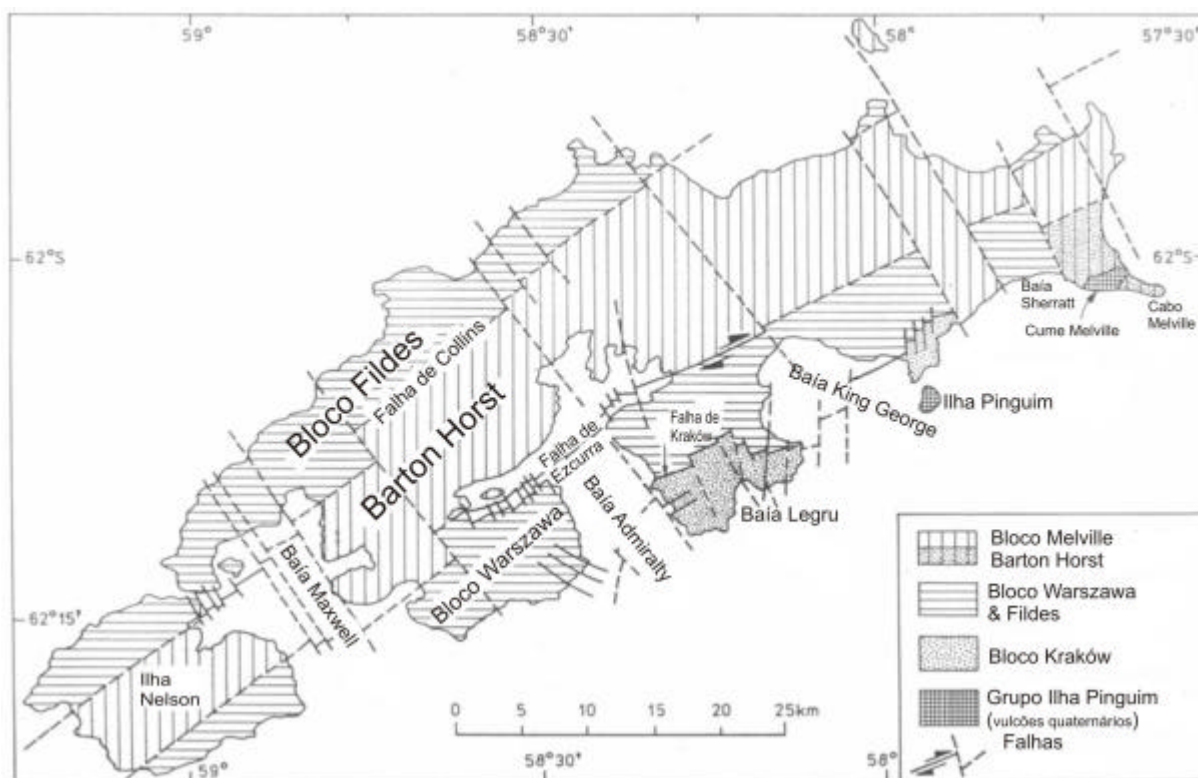 59°
58°30'
58°
57°30'
62°S
62°S
Baía
Sherratt
Cabo
Melville
Cume Melville
Bloco Fildes
Falha de Collins
Barton Horst
Baía King George
Ilha Pinguim
Falha de
Kraków
Falha de
Ezcurra
Baía Legru
Baía Admiralty
Bloco Warszawa
Baía Maxwell
62°15'
Ilha
Nelson
0 5 10 15 20 25km
59°
58°30'
58°
Bloco Melville
Barton Horst
Bloco Warszawa
& Fildes
Bloco Kraków
Grupo Ilha Pinguim
(vulcões quaternários)
Falhas